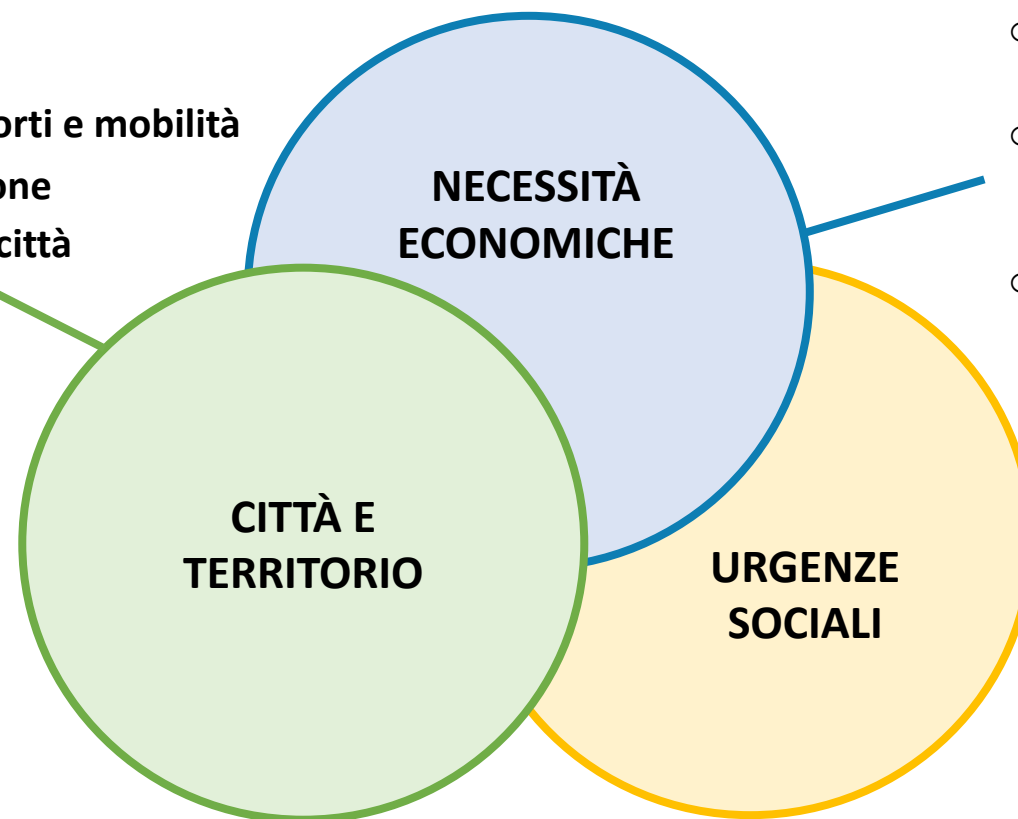 orti e mobilità
one
città
NECESSITÀ
ECONOMICHE
CITTÀ E
TERRITORIO
URGENZE
SOCIALI